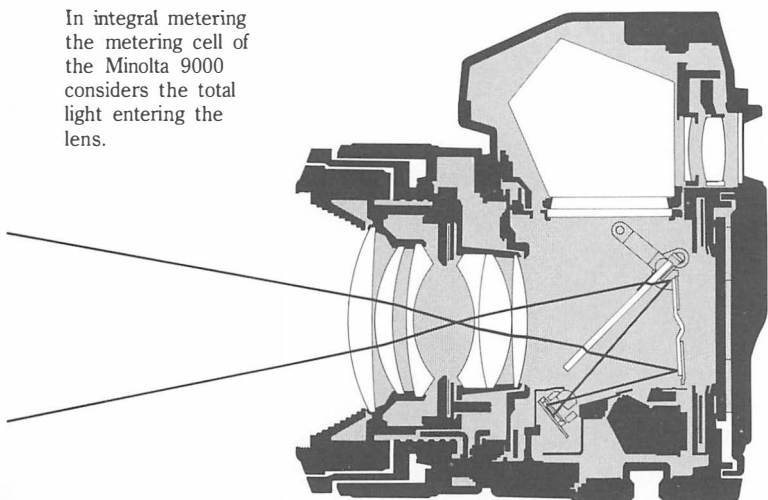 In integral metering
the metering cell of
the Minolta 9000
considers the total
light entering the
lens.